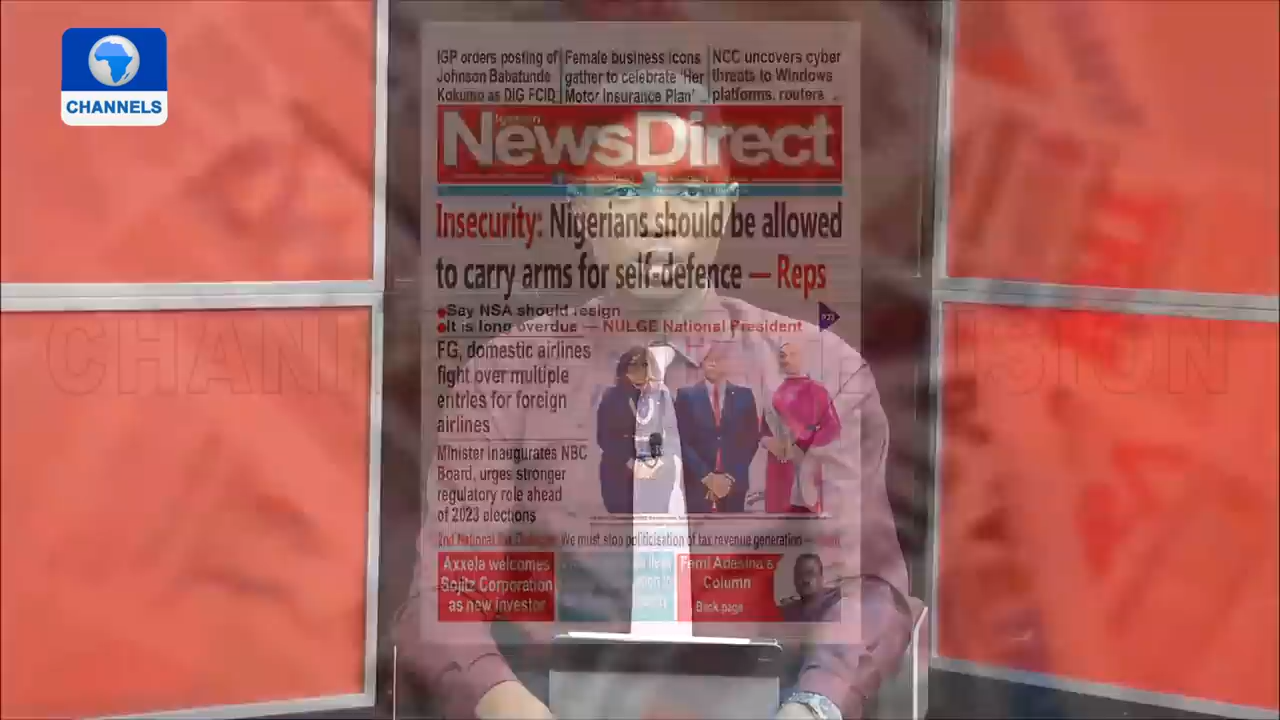 CHANNELS
IGP orders posting of
Johnson Babatunde
Kokumo as DIG FCID
Female business icons
gather to celebrate 'Her
Motor Insurance Plan'
NCC uncovers cyber
threats to Windows
platforms, routers
NewsDirect
Insecurity: Nigerians should be allowed
to carry arms for self-defence — Reps
•Say NSA should resign
•It is long overdue — NULGE National President
FG, domestic airlines
fight over multiple
entries for foreign
airlines
Minister inaugurates NBC
Board, urges stronger
regulatory role ahead
of 2023 elections
2nd National Tax Dialogue: We must stop politicisation of tax revenue generation —
Axxela welcomes
Sojitz Corporation
as new investor
Femi Adesina's
Column
Back page